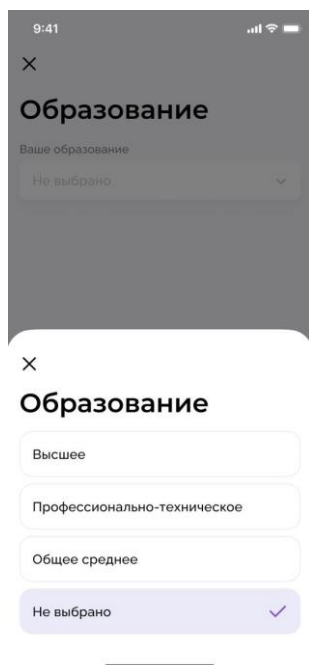 9:41
Образование
Ваше образование
Не выбрано
Образование
Высшее
Профессионально-техническое
Общее среднее
Не выбрано